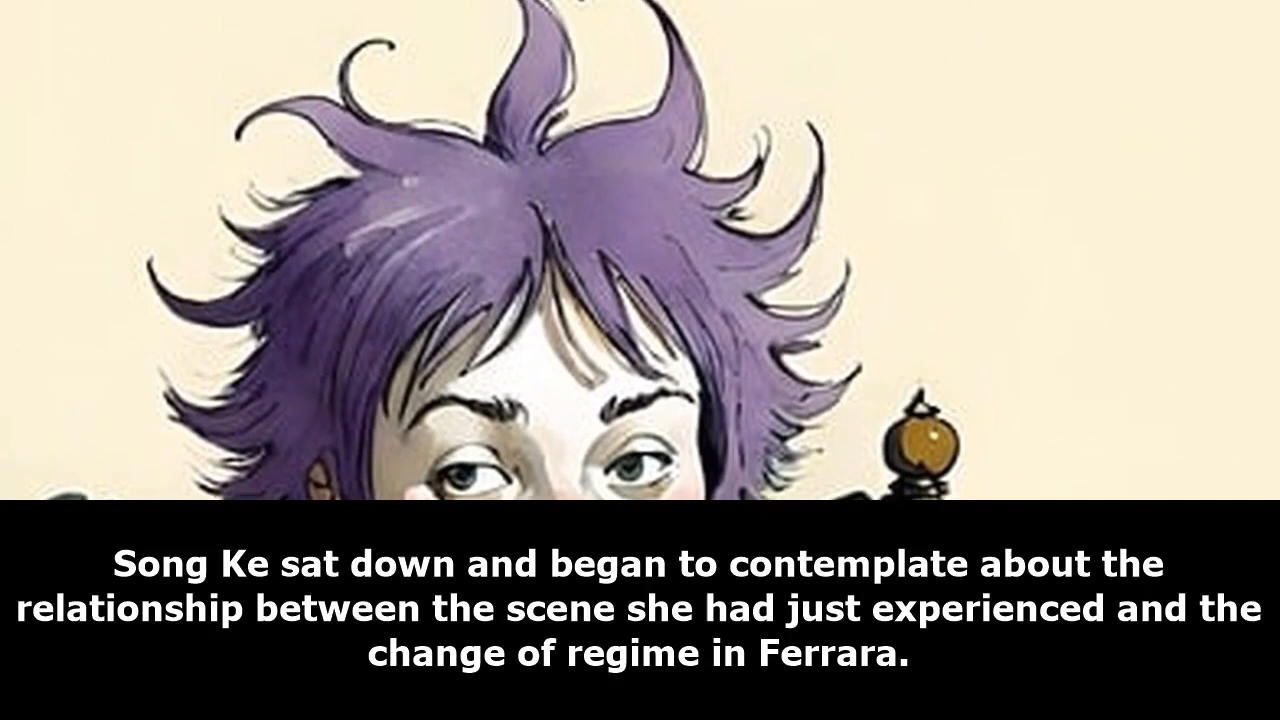 Song Ke sat down and began to contemplate about the
relationship between the scene she had just experienced and the
change of regime in Ferrara.